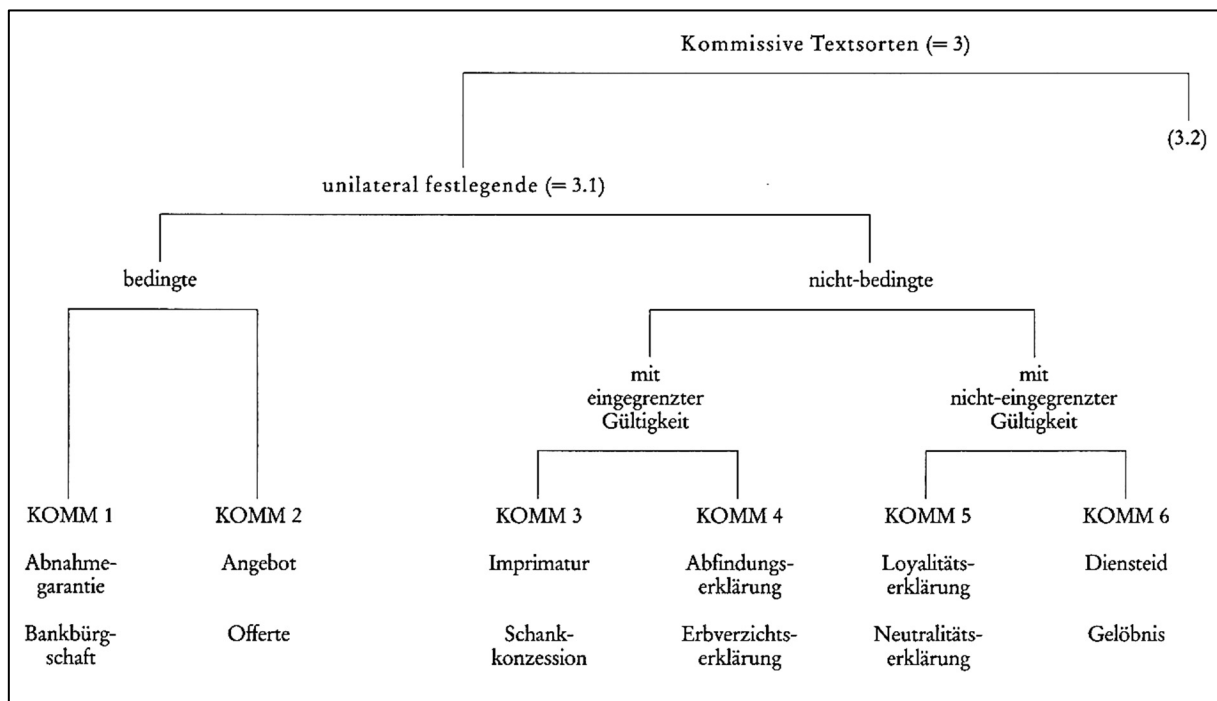 Kommissive Textsorten (= 3)
(3.2)
unilateral festlegende (= 3.1)
bedingte
nicht-bedingte
mit
eingegrenzter
Gültigkeit
mit
nicht-eingegrenzter
Gültigkeit
KOMM 1
KOMM 2
KOMM 3
KOMM 4
KOMM 5
KOMM 6
Abnahme-
garantie
Angebot
Imprimatur
Abfindungs-
erklärung
Loyalitäts-
erklärung
Diensteid
Bankbürg-
schaft
Offerte
Schank-
konzession
Erbverzichts-
erklärung
Neutralitäts-
erklärung
Gelöbnis